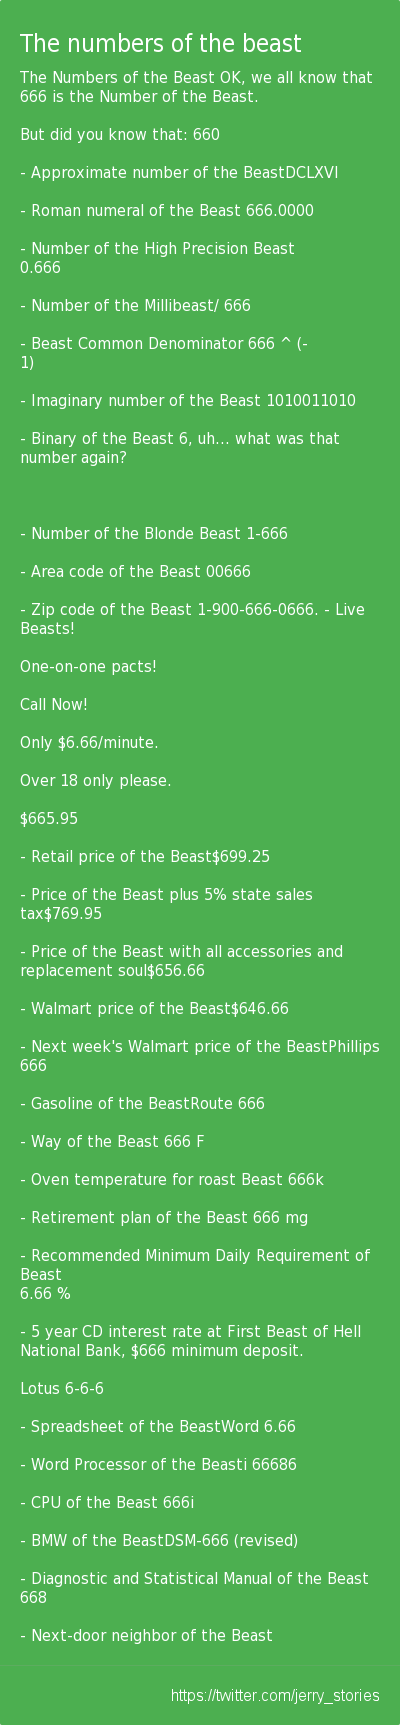 The numbers of the beast
The Numbers of the Beast OK, we all know that
666 is the Number of the Beast.
But did you know that: 660
- Approximate number of the BeastDCLXVI
- Roman numeral of the Beast 666.0000
- Number of the High Precision Beast
0.666
- Number of the Millibeast/ 666
- Beast Common Denominator 666 ^ (-
1)
- Imaginary number of the Beast 1010011010
- Binary of the Beast 6, uh... what was that
number again?
- Number of the Blonde Beast 1-666
- Area code of the Beast 00666
- Zip code of the Beast 1-900-666-0666. - Live
Beasts!
One-on-one pacts!
Call Now!
Only $6.66/minute.
Over 18 only please.
$665.95
- Retail price of the Beast$699.25
- Price of the Beast plus 5% state sales
tax$769.95
- Price of the Beast with all accessories and
replacement soul$656.66
- Walmart price of the Beast$646.66
- Next week's Walmart price of the BeastPhillips
666
- Gasoline of the BeastRoute 666
- Way of the Beast 666 F
- Oven temperature for roast Beast 666k
- Retirement plan of the Beast 666 mg
- Recommended Minimum Daily Requirement of
Beast
6.66 %
- 5 year CD interest rate at First Beast of Hell
National Bank, $666 minimum deposit.
Lotus 6-6-6
- Spreadsheet of the BeastWord 6.66
- Word Processor of the Beasti 66686
- CPU of the Beast 666i
- BMW of the BeastDSM-666 (revised)
- Diagnostic and Statistical Manual of the Beast
668
- Next-door neighbor of the Beast
https://twitter.com/jerry_stories